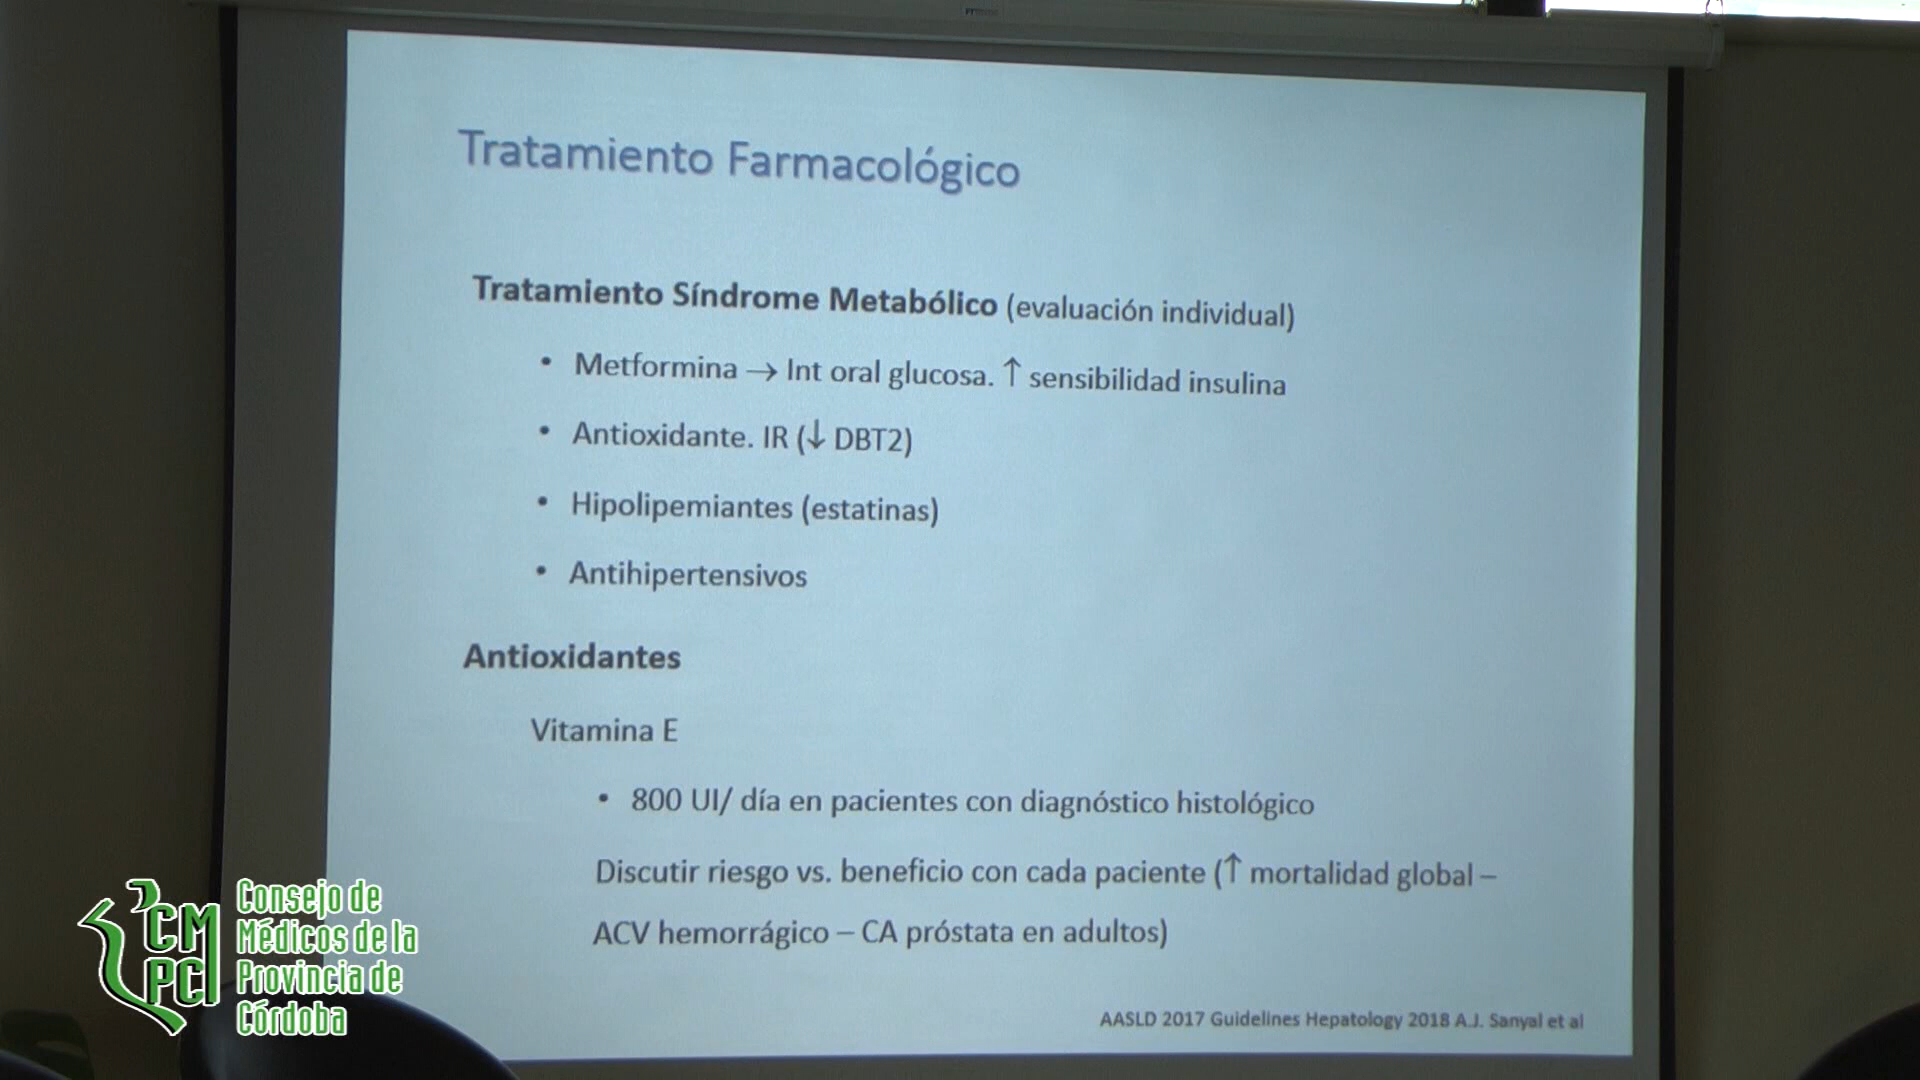 Tratamiento Farmacológico
Tratamiento Síndrome Metabólico (evaluación individual)
• Metformina → Int oral glucosa. ↑ sensibilidad insulina
• Antioxidante. IR (↓ DBT2)
• Hipolipemiantes (estatinas)
• Antihipertensivos
Antioxidantes
Vitamina E
• 800 UI/ día en pacientes con diagnóstico histológico
Discutir riesgo vs. beneficio con cada paciente (↑ mortalidad global –
ACV hemorrágico – CA próstata en adultos)
AASLD 2017 Guidelines Hepatology 2018 A.J. Sanyal et al
CM
PC
Consejo de
Médicos de la
Provincia de
Córdoba